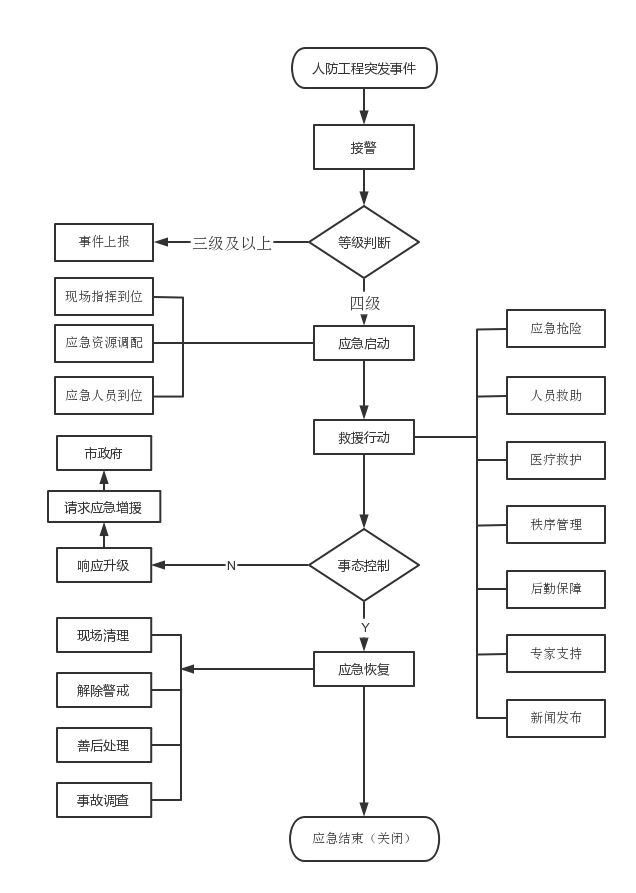 人防工程突发事件
接警
等级判断
三级及以上
事件上报
四级
现场指挥到位
应急资源调配
应急人员到位
应急启动
应急抢险
人员救助
医疗救护
秩序管理
后勤保障
专家支持
新闻发布
救援行动
市政府
请求应急增援
响应升级
N
事态控制
Y
现场清理
解除警戒
善后处理
事故调查
应急恢复
应急结束（关闭）